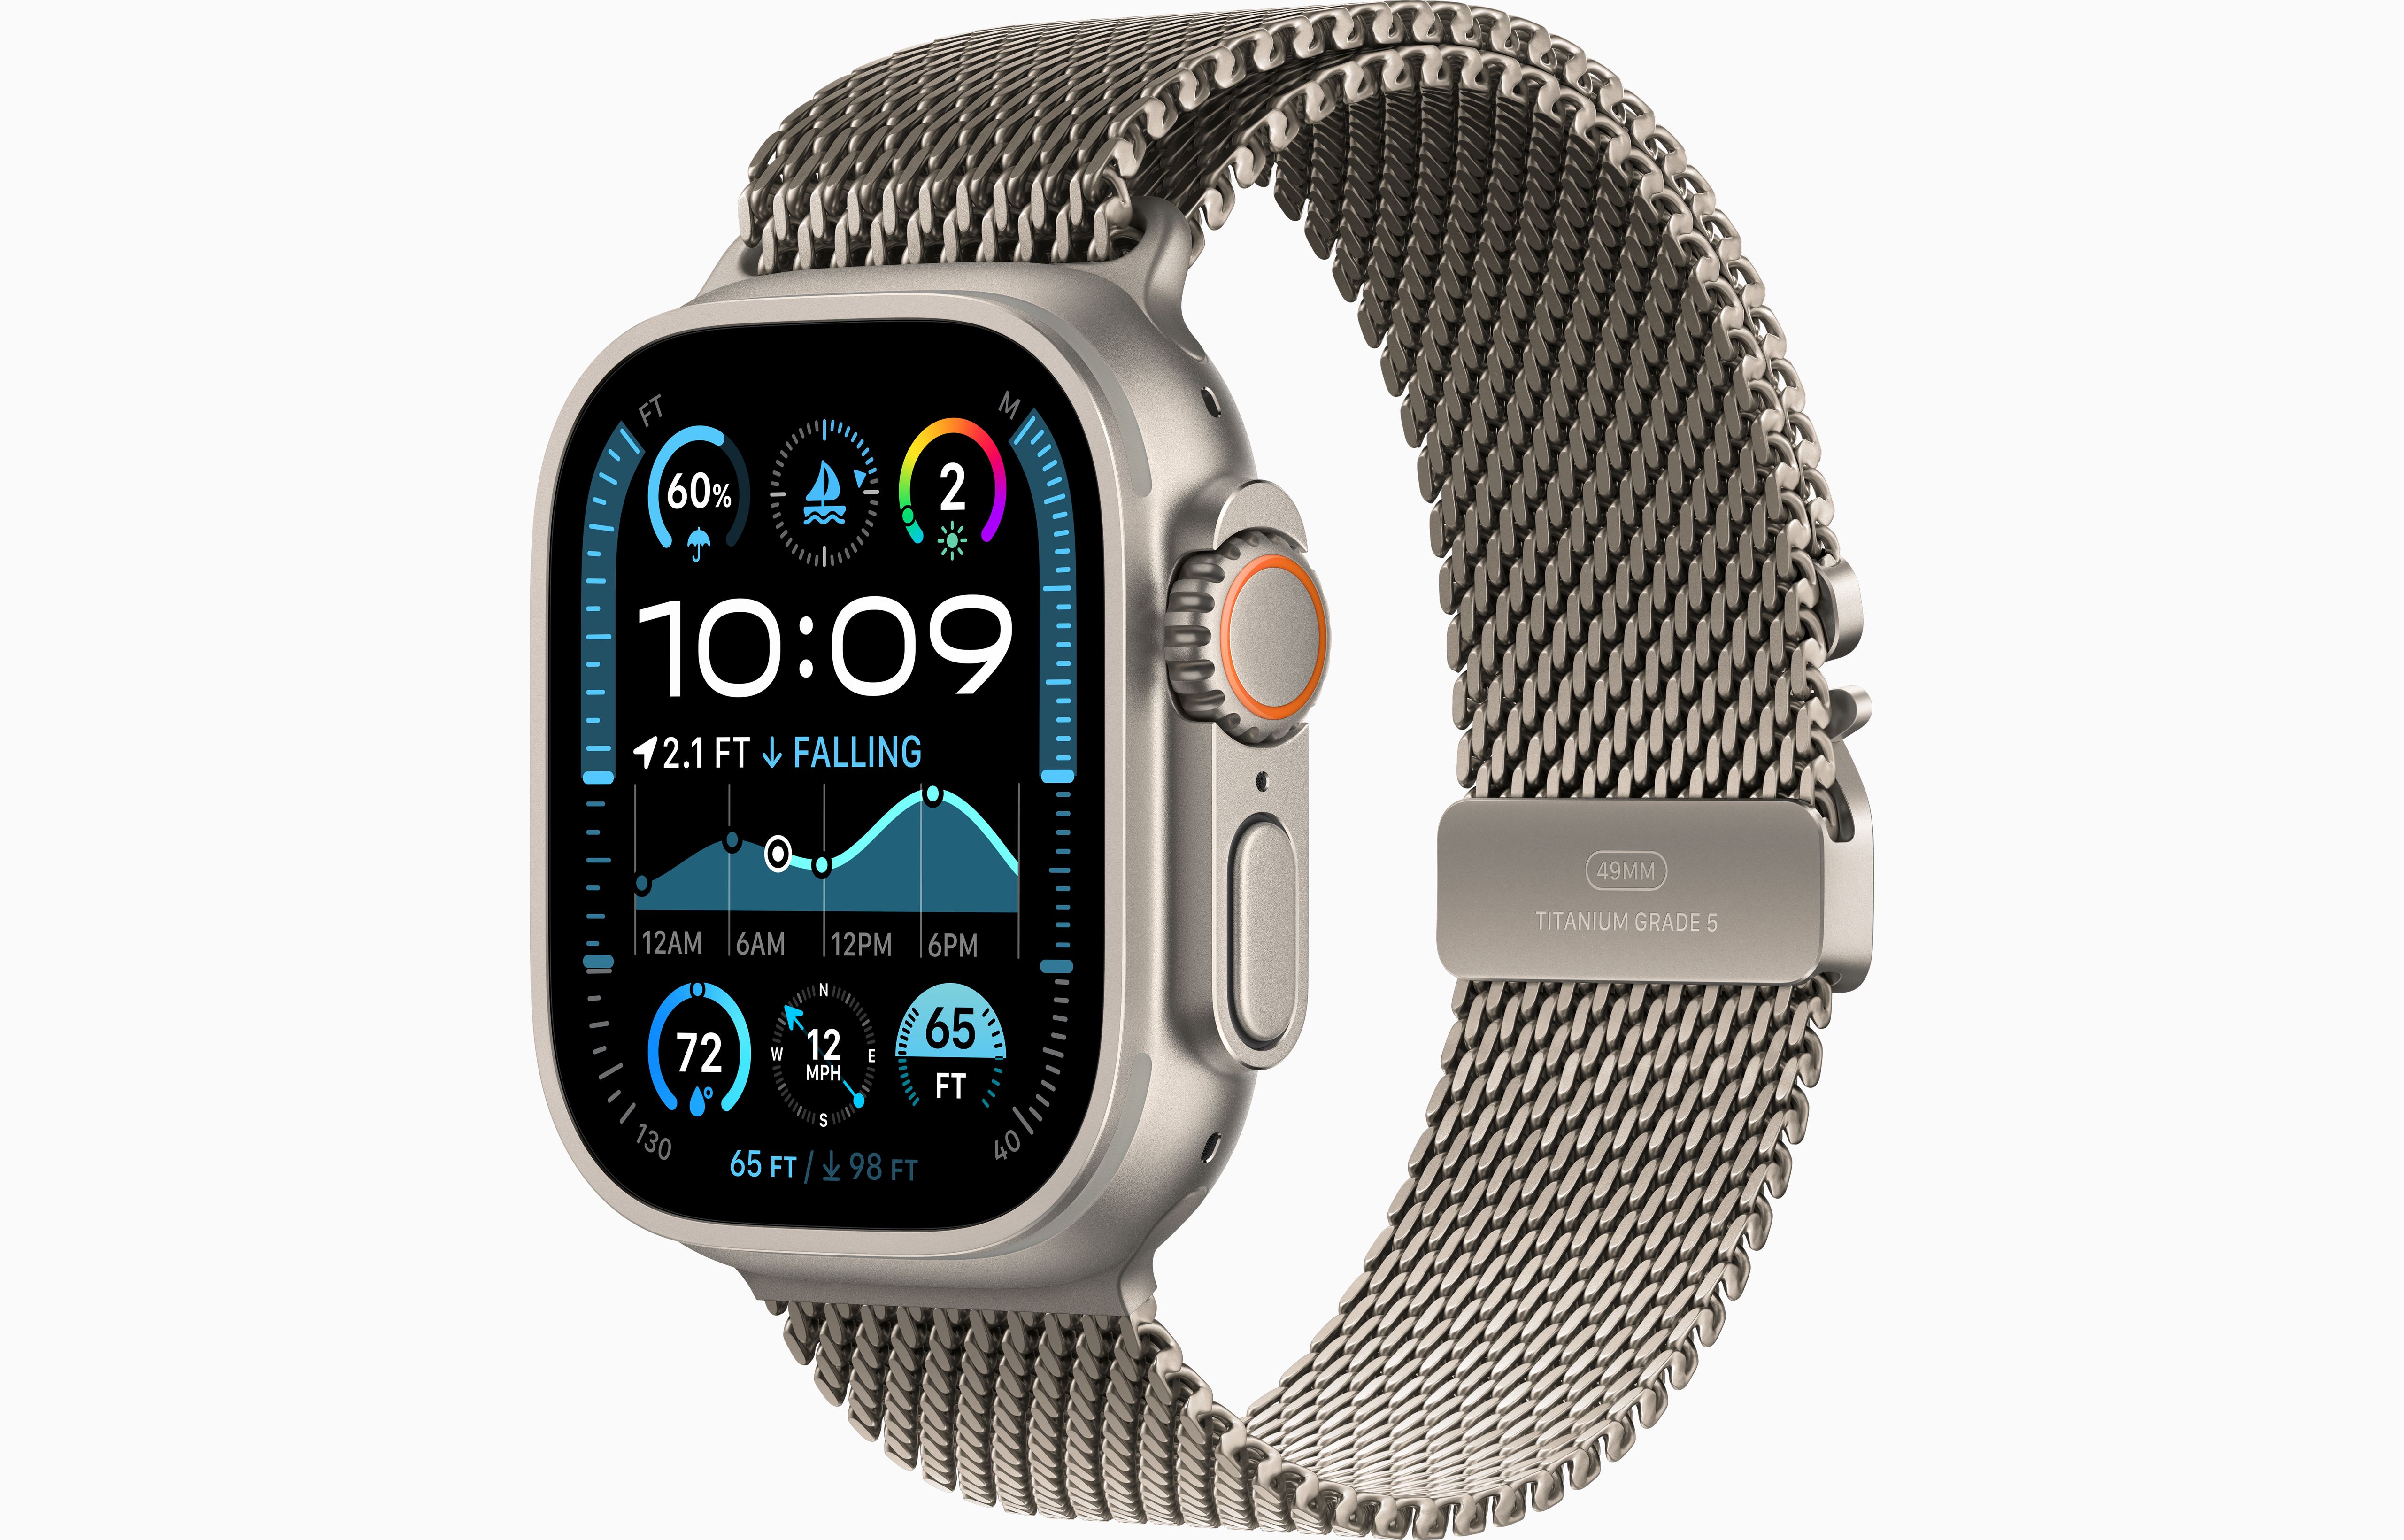 FT
M
60%
2
10:09
2.1 FT ↓ FALLING
12AM 6AM 12PM 6PM
72
N
W
12
MPH
E
S
65
FT
130
40
65 FT / 98 FT
49MM
TITANIUM GRADE 5